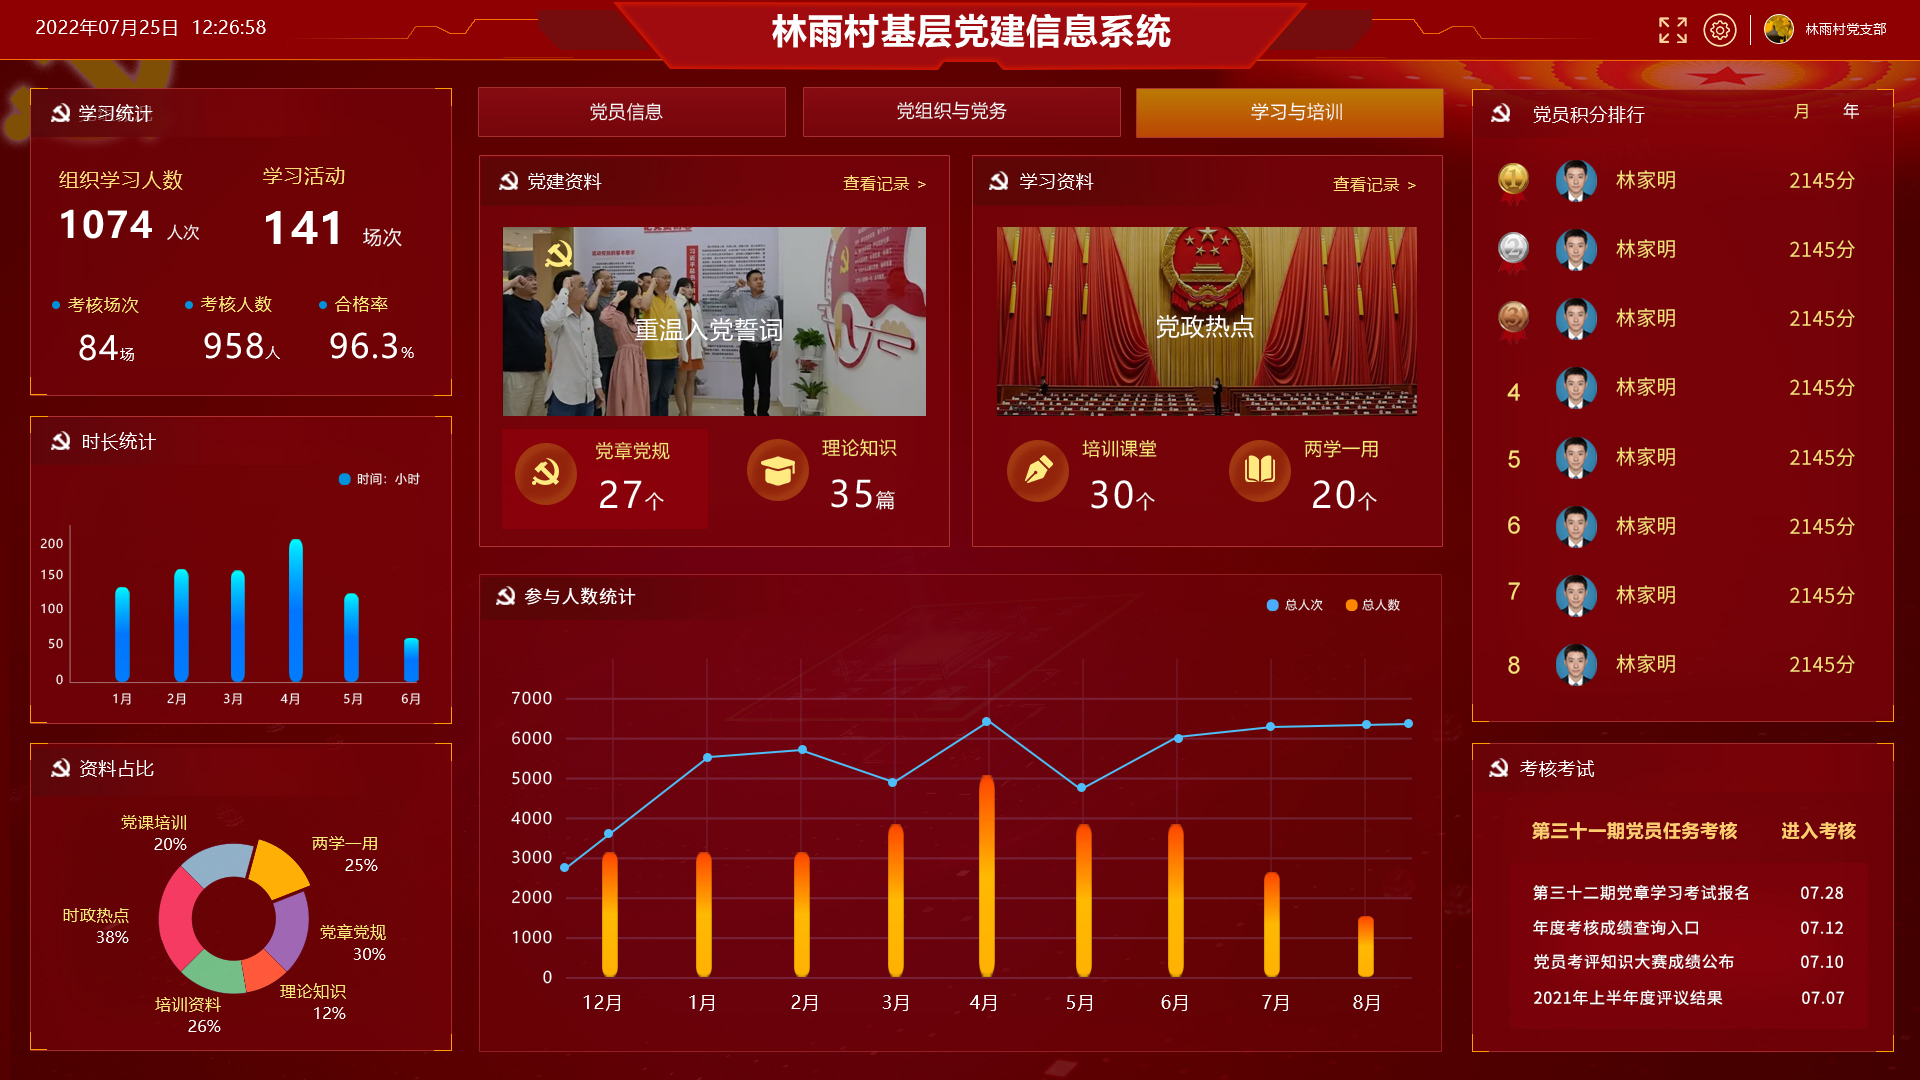 2022年07月25日 12:26:58
林雨村基层党建信息系统
林雨村党支部
学习统计
组织学习人数
1074 人次
学习活动
141 场次
考核场次
84场
考核人数
958人
合格率
96.3%
时长统计
时间：小时
200
150
100
50
0
1月 2月 3月 4月 5月 6月
资料占比
党课培训
20%
两学一用
25%
时政热点
38%
党章党规
30%
理论知识
12%
培训资料
26%
党员信息
党组织与党务
学习与培训
党建资料
查看记录 >
重温入党誓词
党章党规
27个
理论知识
35篇
学习资料
查看记录 >
党政热点
培训课堂
30个
两学一用
20个
参与人数统计
总人次 总人数
7000
6000
5000
4000
3000
2000
1000
0
12月 1月 2月 3月 4月 5月 6月 7月 8月
党员积分排行
月 年
1 林家明 2145分
2 林家明 2145分
3 林家明 2145分
4 林家明 2145分
5 林家明 2145分
6 林家明 2145分
7 林家明 2145分
8 林家明 2145分
考核考试
第三十一期党员任务考核 进入考核
第三十二期党章学习考试报名 07.28
年度考核成绩查询入口 07.12
党员考评知识大赛成绩公布 07.10
2021年上半年度评议结果 07.07